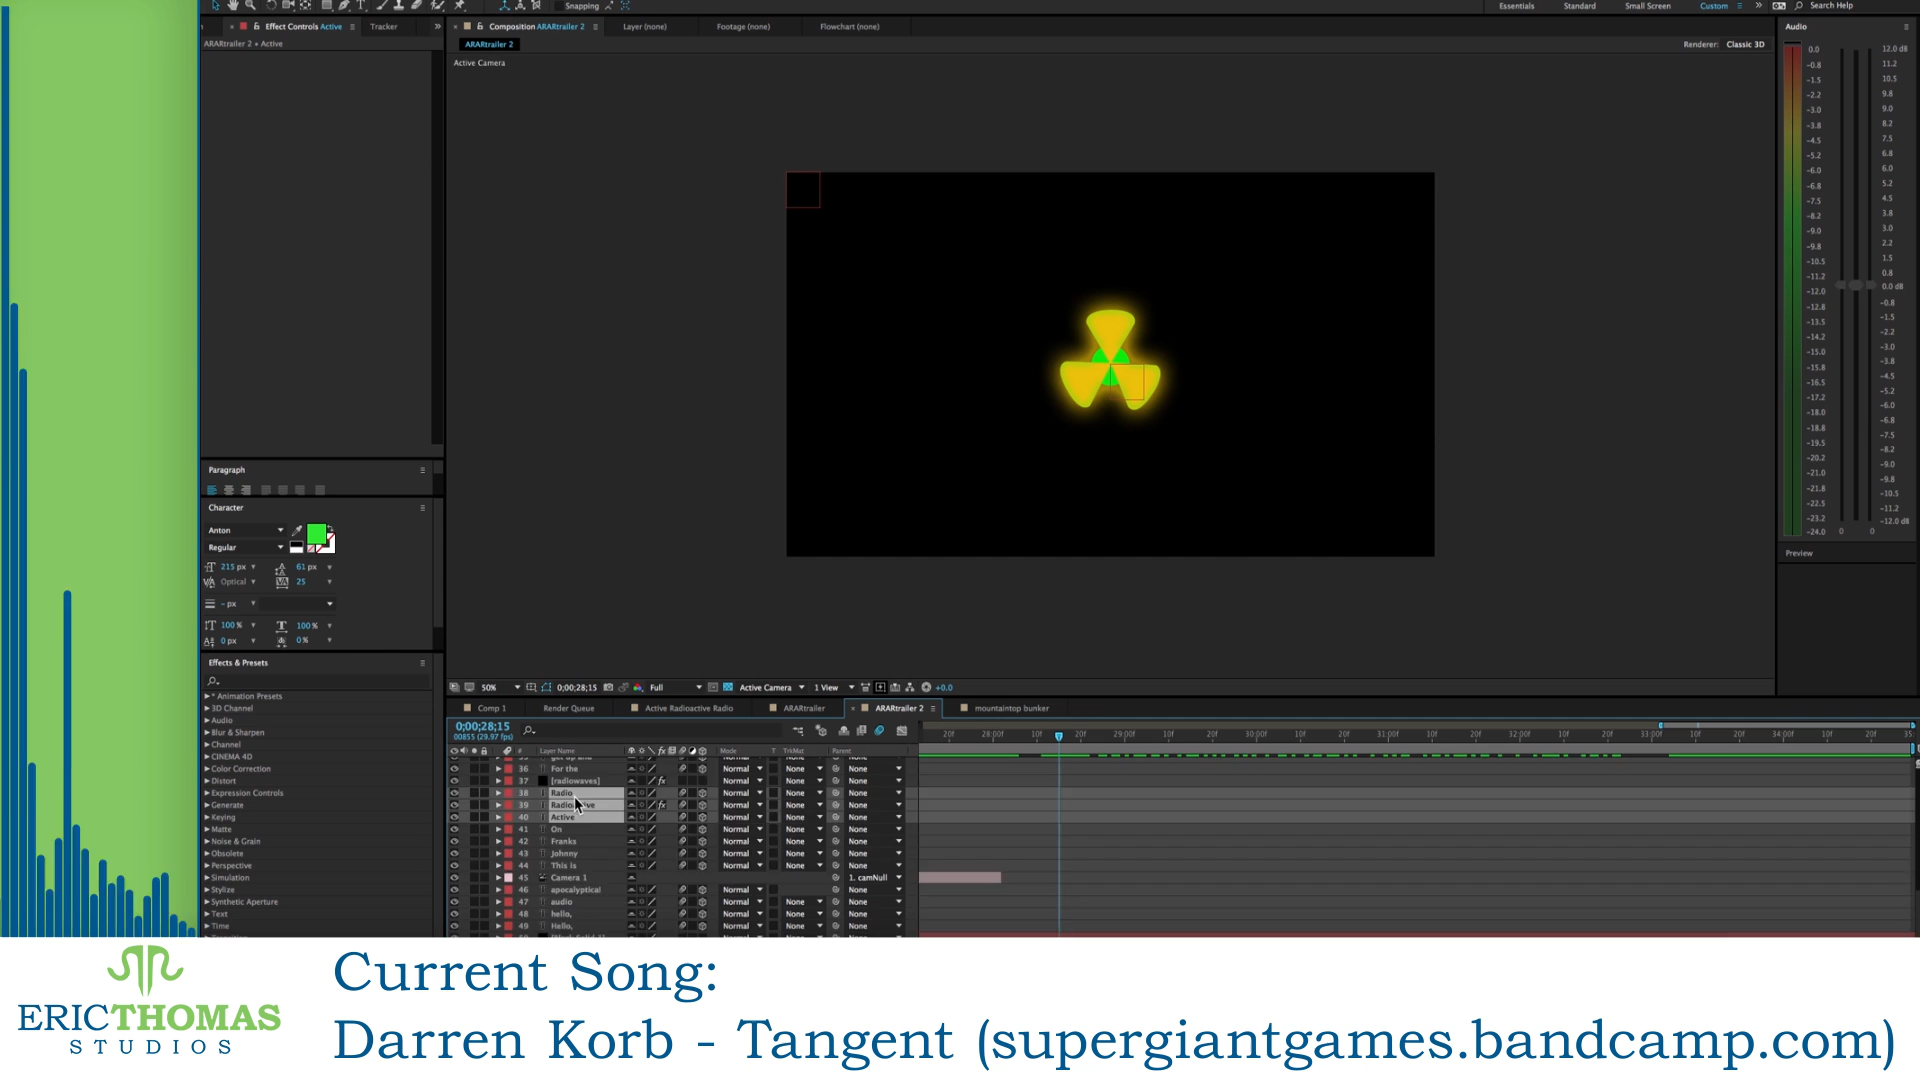 Snapping
Essentials Standard Small Screen Custom Search Help
Effect Controls Active Tracker
ARARtrailer 2 • Active
Composition ARARtrailer 2 Layer (none) Footage (none) Flowchart (none)
ARARtrailer 2
Renderer: Classic 3D
Active Camera
Audio
0.0 12.0 dB
-0.8 11.2
-1.5 10.5
-2.2 9.8
-3.0 9.0
-3.8 8.2
-4.5 7.5
-5.2 6.8
-6.0 6.0
-6.8 5.2
-7.5 4.5
-8.2 3.8
-9.0 3.0
-9.8 2.2
-10.5 1.5
-11.2 0.8
-12.0 0.0 dB
-12.8 -0.8
-13.5 -1.5
-14.2 -2.2
-15.0 -3.0
-15.8 -3.8
-16.5 -4.5
-17.2 -5.2
-18.0 -6.0
-18.8 -6.8
-19.5 -7.5
-20.2 -8.2
-21.0 -9.0
-21.8 -9.8
-22.5 -10.5
-23.2 -11.2
-24.0 0 0 -12.0 dB
Preview
Paragraph
Character
Anton
Regular
215 px 61 px
Optical 25
- px
100 % 100 %
0 px 0 %
Effects & Presets
* Animation Presets
3D Channel
Audio
Blur & Sharpen
Channel
CINEMA 4D
Color Correction
Distort
Expression Controls
Generate
Keying
Matte
Noise & Grain
Obsolete
Perspective
Simulation
Stylize
Synthetic Aperture
Text
Time
50% 0;00;28;15 Full Active Camera 1 View +0.0
Comp 1 Render Queue Active Radioactive Radio ARARtrailer ARARtrailer 2 mountaintop bunker
0;00;28;15
00855 (29.97 fps)
20f 28:00f 10f 20f 29:00f 10f 20f 30:00f 10f 20f 31:00f 10f 20f 32:00f 10f 20f 33:00f 10f 20f 34:00f 10f 20f 35:
# Layer Name Mode T TrkMat Parent
36 For the Normal None None
37 [radiowaves] Normal None None
38 Radio Normal None None
39 Radioactive Normal None None
40 Active Normal None None
41 On Normal None None
42 Franks Normal None None
43 Johnny Normal None None
44 This is Normal None None
45 Camera 1 1. camNull
46 apocalyptical Normal None
47 audio Normal None None
48 hello, Normal None None
49 Hello, Normal None None
ERICTHOMAS
STUDIOS
Current Song:
Darren Korb - Tangent (supergiantgames.bandcamp.com)